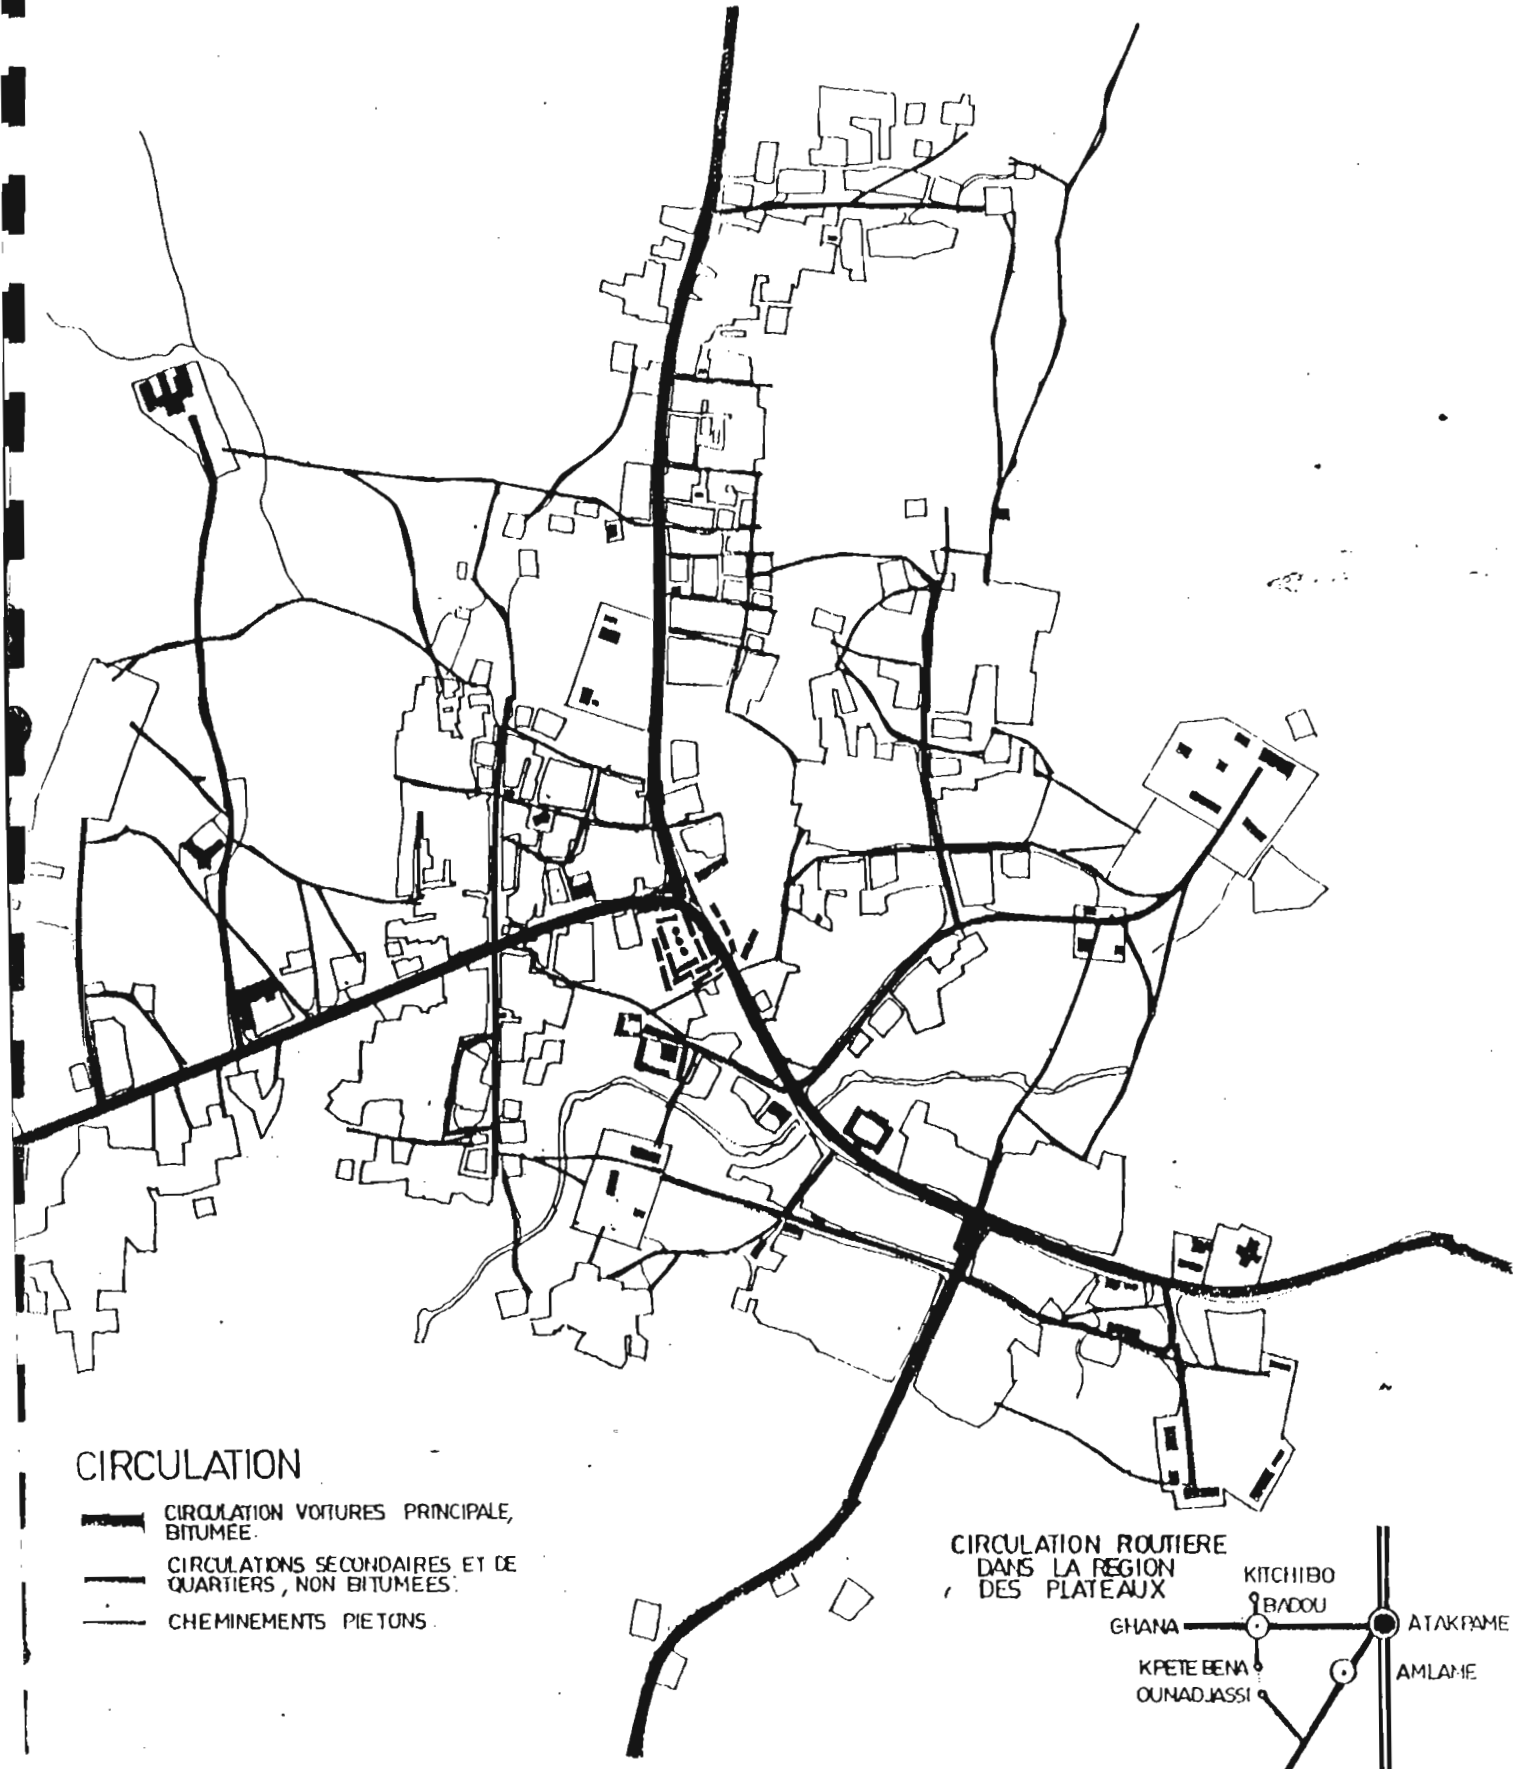 CIRCULATION
CIRCULATION VOITURES PRINCIPALE,
BITUMEE.
CIRCULATIONS SECONDAIRES ET DE
QUARTIERS, NON BITUMEES.
CHEMINEMENTS PIETONS.
CIRCULATION ROUTIERE
DANS LA REGION
DES PLATEAUX
KITCHIBO
BADOU
GHANA
ATAKPAME
KPETE BENA
AMLAME
OUNADJASSI